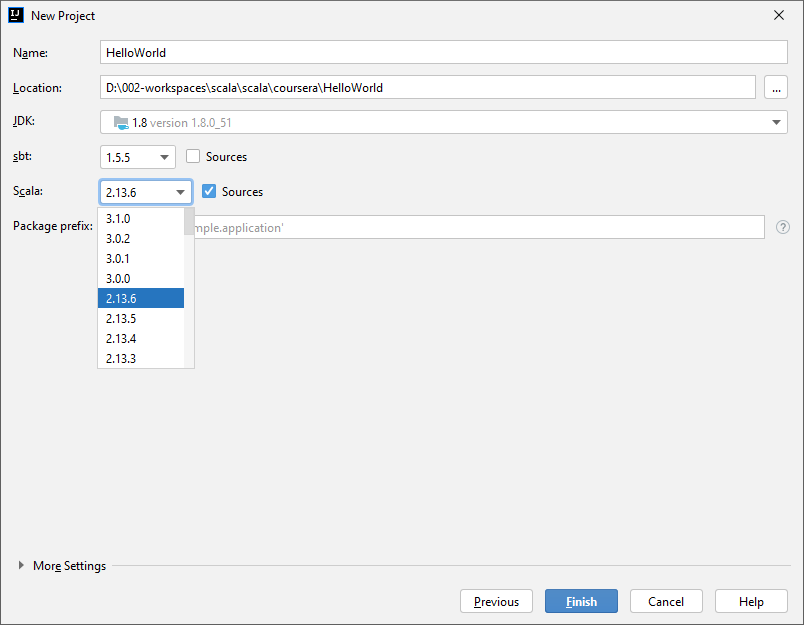 New Project
Name: HelloWorld
Location: D:\002-workspaces\scala\scala\coursera\HelloWorld ...
JDK: 1.8 version 1.8.0_51
sbt: 1.5.5 Sources
Scala: 2.13.6 Sources
Package prefix: mple.application' ?
3.1.0
3.0.2
3.0.1
3.0.0
2.13.6
2.13.5
2.13.4
2.13.3
More Settings
Previous Finish Cancel Help